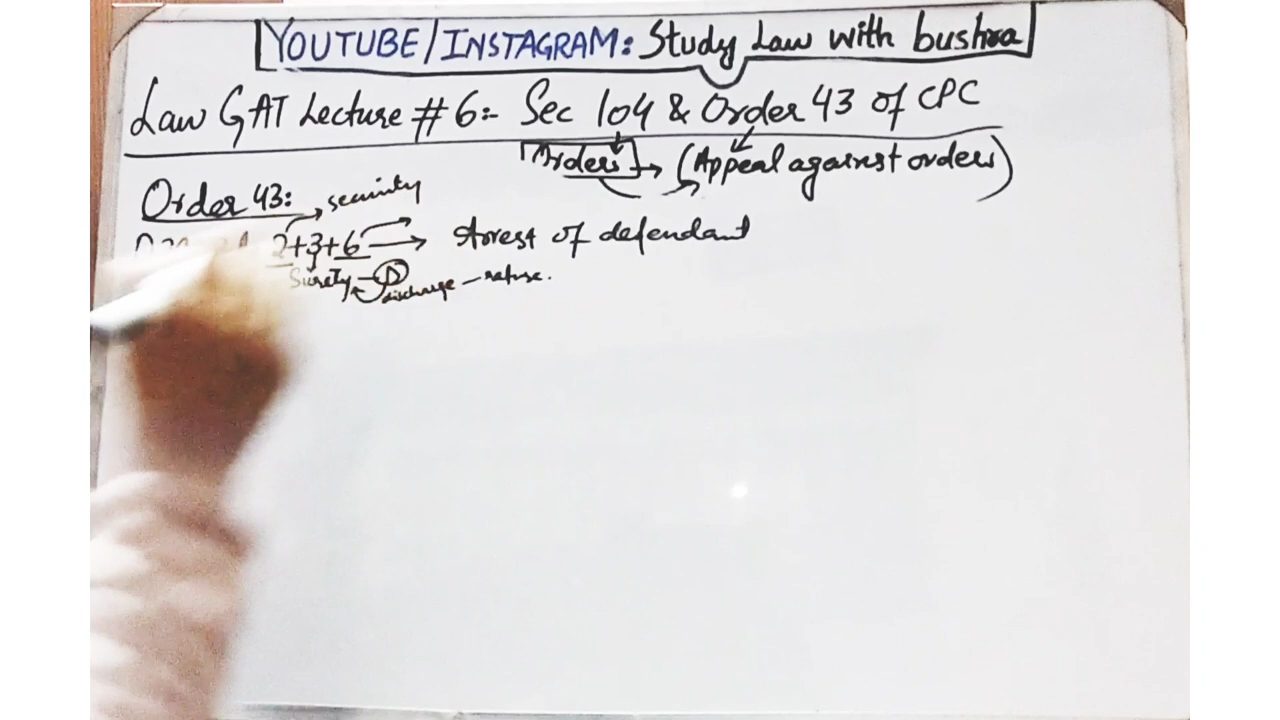 YOUTUBE/INSTAGRAM: Study Law with bushra
Law GAT Lecture # 6:- Sec 104 & Order 43 of CPC
Orders → (Appeal against orders)
Order 43: → security
2+3+6 → Arrest of defendant
Surety - D discharge - refuse.